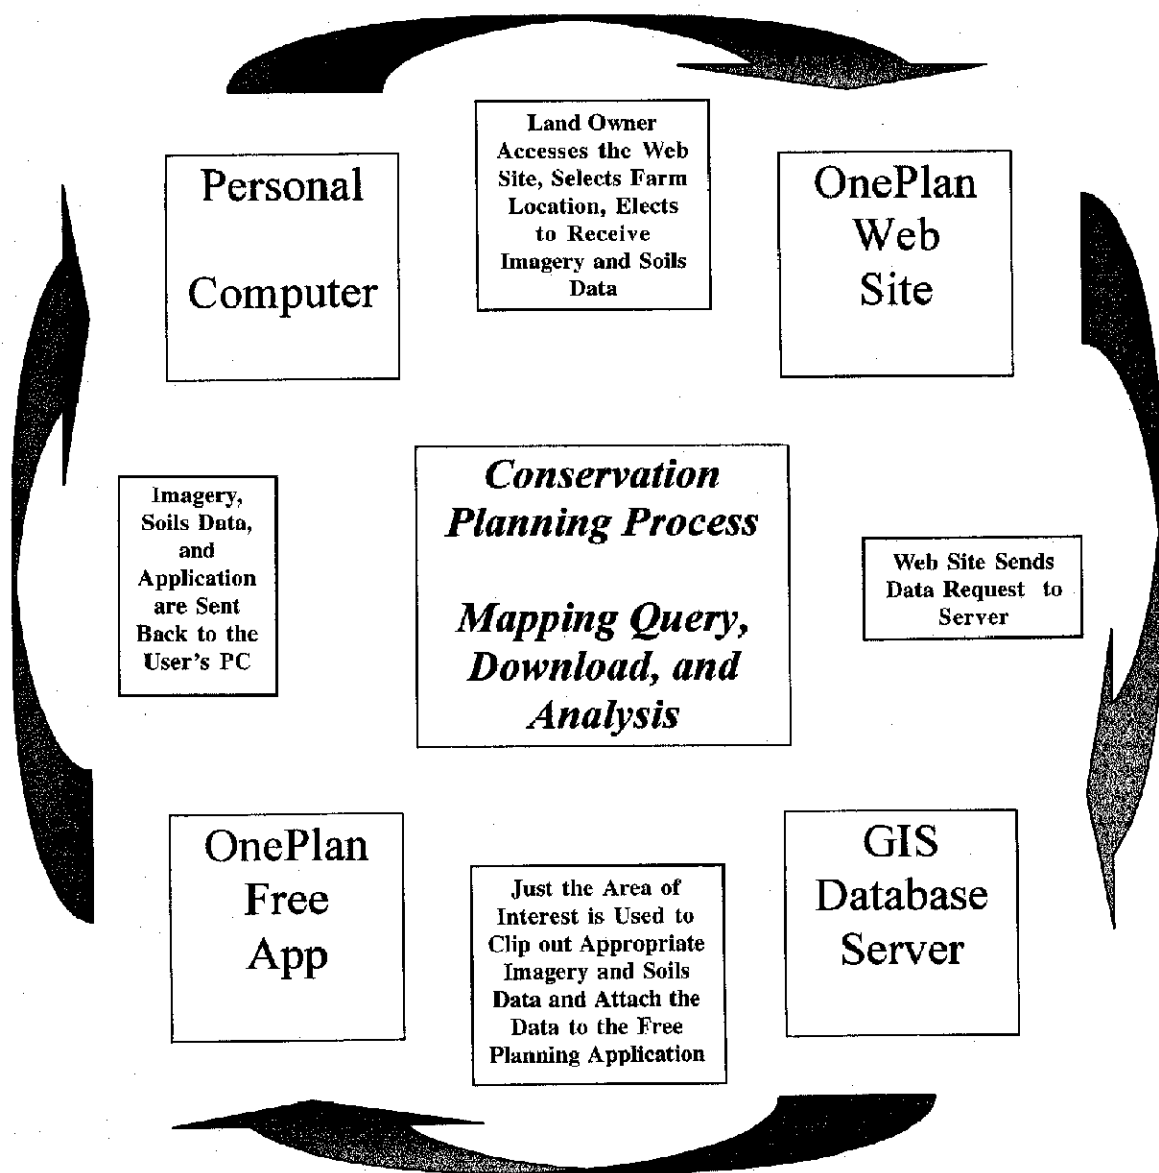 Personal
Computer
Land Owner
Accesses the Web
Site, Selects Farm
Location, Elects
to Receive
Imagery and Soils
Data
OnePlan
Web
Site
Imagery,
Soils Data,
and
Application
are Sent
Back to the
User's PC
Conservation
Planning Process
Mapping Query,
Download, and
Analysis
Web Site Sends
Data Request to
Server
OnePlan
Free
App
Just the Area of
Interest is Used to
Clip out Appropriate
Imagery and Soils
Data and Attach the
Data to the Free
Planning Application
GIS
Database
Server